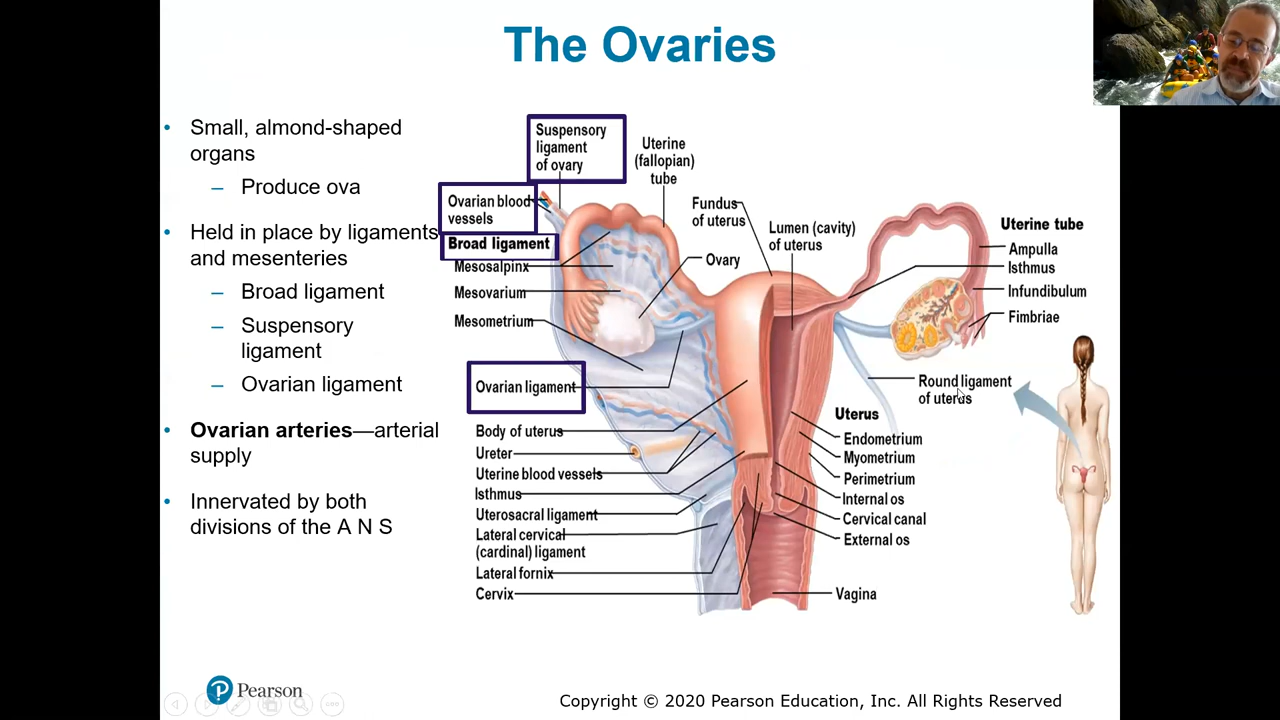 The Ovaries
• Small, almond-shaped
organs
– Produce ova
• Held in place by ligaments
and mesenteries
– Broad ligament
– Suspensory
ligament
– Ovarian ligament
• Ovarian arteries—arterial
supply
• Innervated by both
divisions of the A N S
Suspensory
ligament
of ovary
Uterine
(fallopian)
tube
Ovarian blood
vessels
Broad ligament
Mesosalpinx
Mesovarium
Mesometrium
Ovarian ligament
Body of uterus
Ureter
Uterine blood vessels
Isthmus
Uterosacral ligament
Lateral cervical
(cardinal) ligament
Lateral fornix
Cervix
Fundus
of uterus
Ovary
Lumen (cavity)
of uterus
Uterine tube
Ampulla
Isthmus
Infundibulum
Fimbriae
Round ligament
of uterus
Uterus
Endometrium
Myometrium
Perimetrium
Internal os
Cervical canal
External os
Vagina
Pearson
Copyright © 2020 Pearson Education, Inc. All Rights Reserved